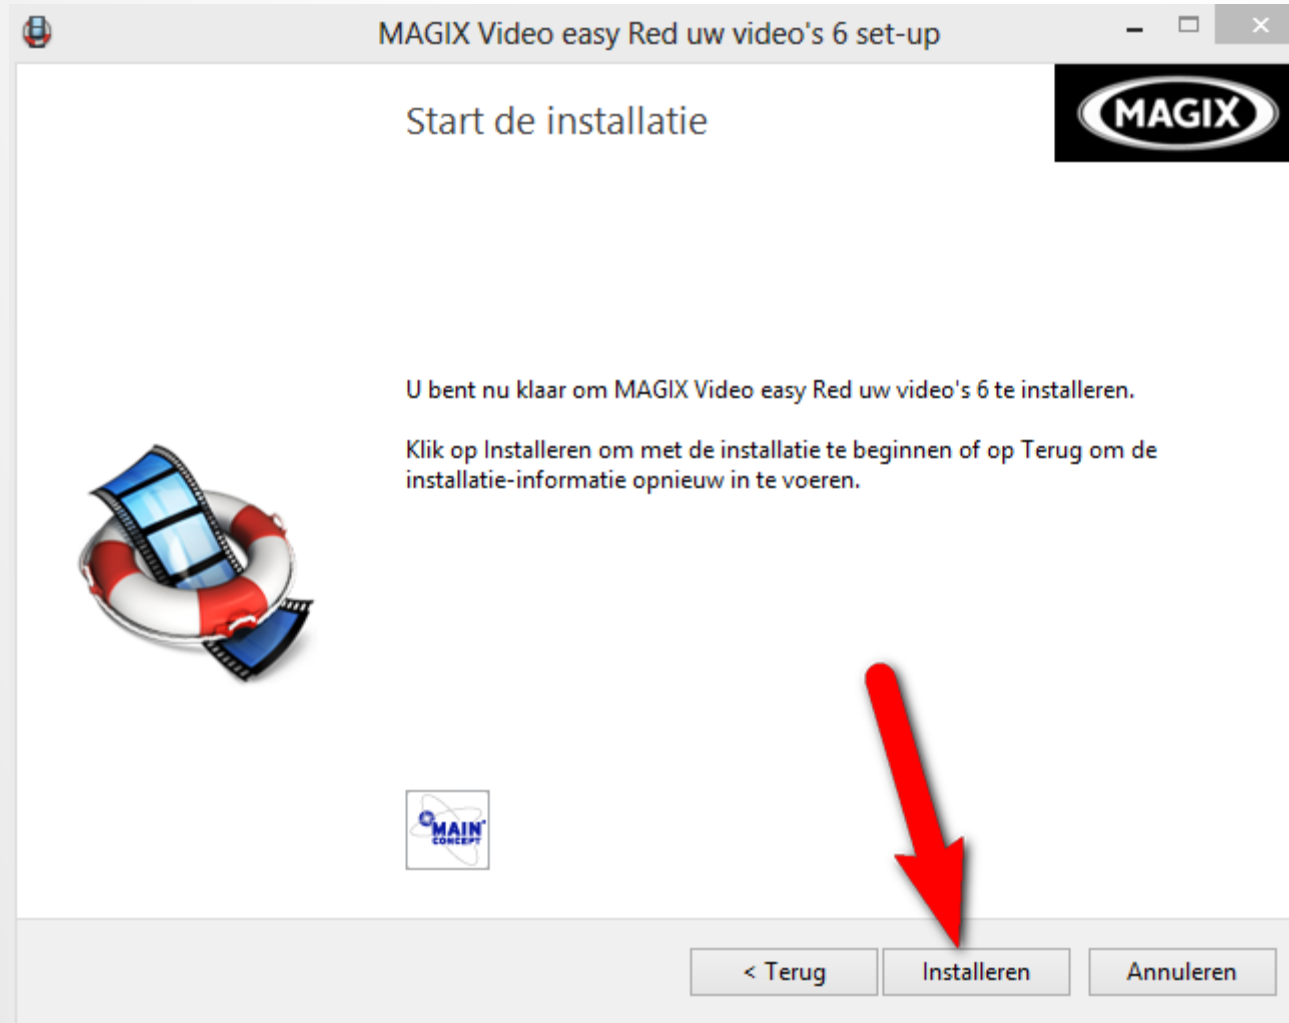 MAGIX Video easy Red uw video's 6 set-up
Start de installatie
MAGIX
U bent nu klaar om MAGIX Video easy Red uw video's 6 te installeren.
Klik op Installeren om met de installatie te beginnen of op Terug om de
installatie-informatie opnieuw in te voeren.
MAIN
CONCEPT
< Terug
Installeren
Annuleren